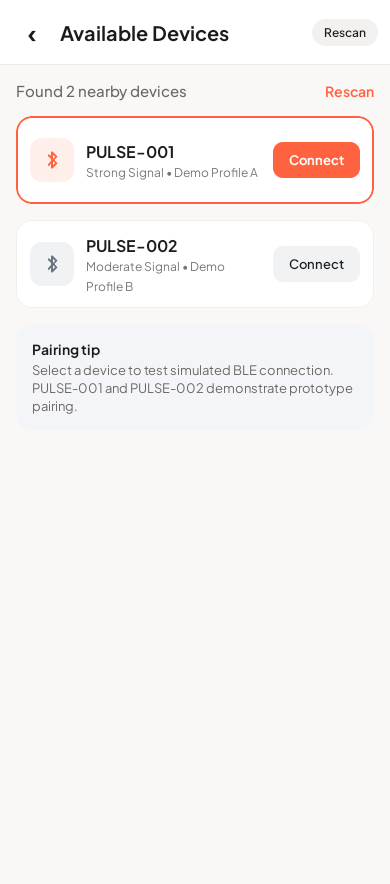 ‹ Available Devices Rescan
Found 2 nearby devices Rescan
PULSE-001
Strong Signal • Demo Profile A
Connect
PULSE-002
Moderate Signal • Demo
Profile B
Connect
Pairing tip
Select a device to test simulated BLE connection.
PULSE-001 and PULSE-002 demonstrate prototype
pairing.